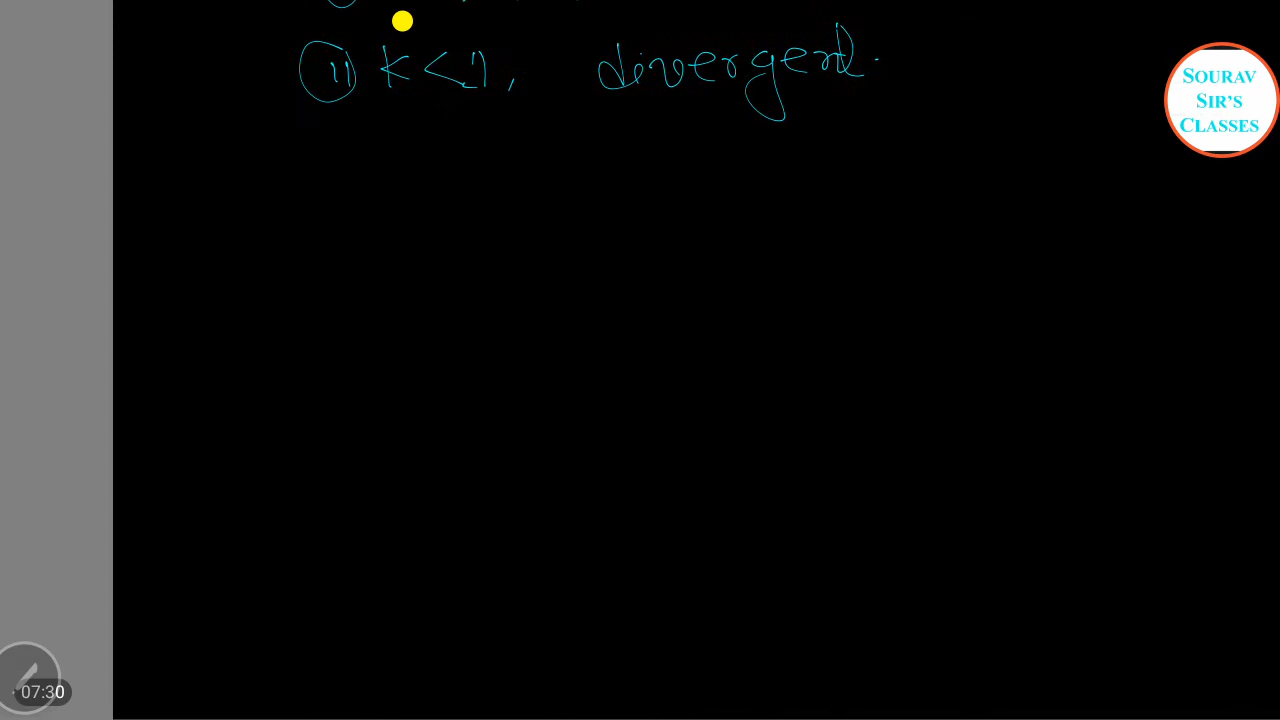 (ii) k < 1, divergent.
SOURAV
SIR'S
CLASSES
07:30